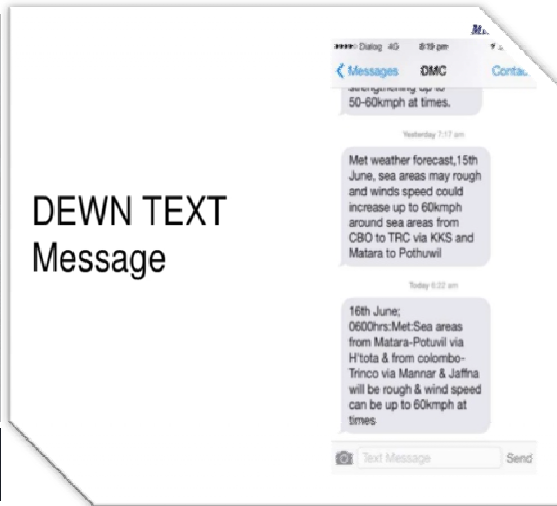 DEWN TEXT
Message
Dialog 4G 8:19 pm
Messages DMC
strengthening up to
50-60kmph at times.
Yesterday 7:17 am
Met weather forecast,15th
June, sea areas may rough
and winds speed could
increase up to 60kmph
around sea areas from
CBO to TRC via KKS and
Matara to Pothuwil
Today 6:22 am
16th June;
0600hrs:Met:Sea areas
from Matara-Potuvil via
H'tota & from colombo-
Trinco via Mannar & Jaffna
will be rough & wind speed
can be up to 60kmph at
times
Text Message Send